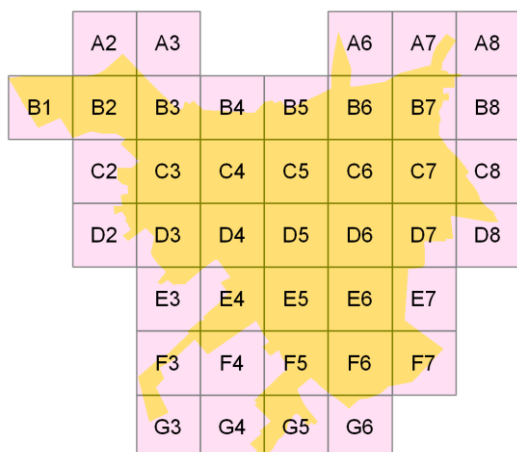 A2 A3 A6 A7 A8
B1 B2 B3 B4 B5 B6 B7 B8
C2 C3 C4 C5 C6 C7 C8
D2 D3 D4 D5 D6 D7 D8
E3 E4 E5 E6 E7
F3 F4 F5 F6 F7
G3 G4 G5 G6